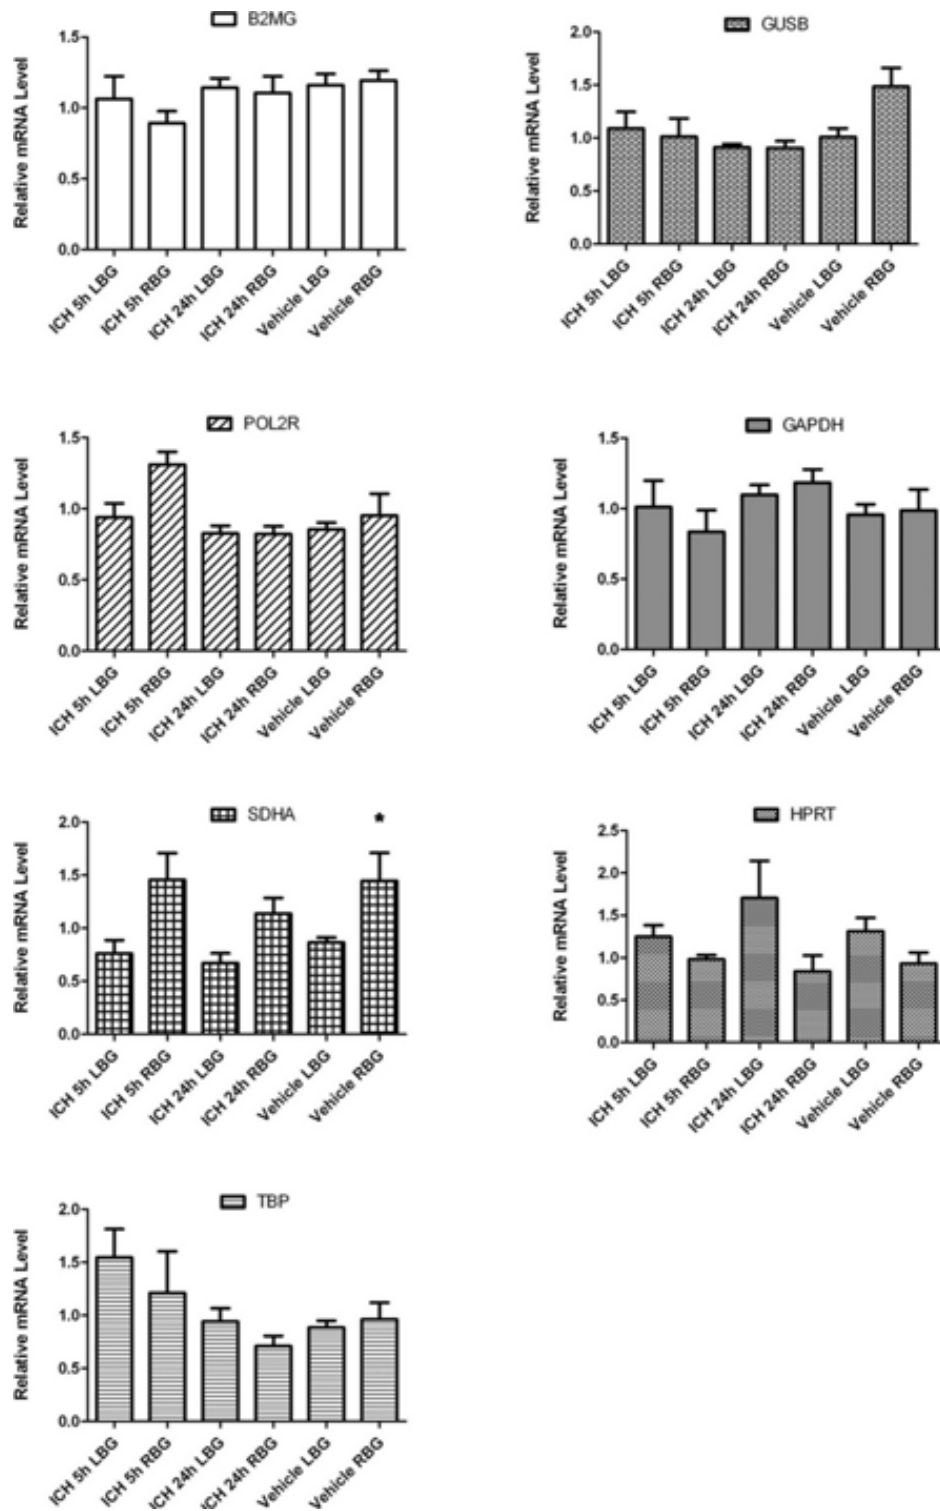 B2MG
Relative mRNA Level
1.5
1.0
0.5
0.0
ICH 5h LBG
ICH 5h RBG
ICH 24h LBG
ICH 24h RBG
Vehicle LBG
Vehicle RBG
GUSB
Relative mRNA Level
2.0
1.5
1.0
0.5
0.0
ICH 5h LBG
ICH 5h RBG
ICH 24h LBG
ICH 24h RBG
Vehicle LBG
Vehicle RBG
POL2R
Relative mRNA Level
1.5
1.0
0.5
0.0
ICH 5h LBG
ICH 5h RBG
ICH 24h LBG
ICH 24h RBG
Vehicle LBG
Vehicle RBG
GAPDH
Relative mRNA Level
1.5
1.0
0.5
0.0
ICH 5h LBG
ICH 5h RBG
ICH 24h LBG
ICH 24h RBG
Vehicle LBG
Vehicle RBG
SDHA
*
Relative mRNA Level
2.0
1.5
1.0
0.5
0.0
ICH 5h LBG
ICH 5h RBG
ICH 24h LBG
ICH 24h RBG
Vehicle LBG
Vehicle RBG
HPRT
Relative mRNA Level
2.5
2.0
1.5
1.0
0.5
0.0
ICH 5h LBG
ICH 5h RBG
ICH 24h LBG
ICH 24h RBG
Vehicle LBG
Vehicle RBG
TBP
Relative mRNA Level
2.0
1.5
1.0
0.5
0.0
ICH 5h LBG
ICH 5h RBG
ICH 24h LBG
ICH 24h RBG
Vehicle LBG
Vehicle RBG